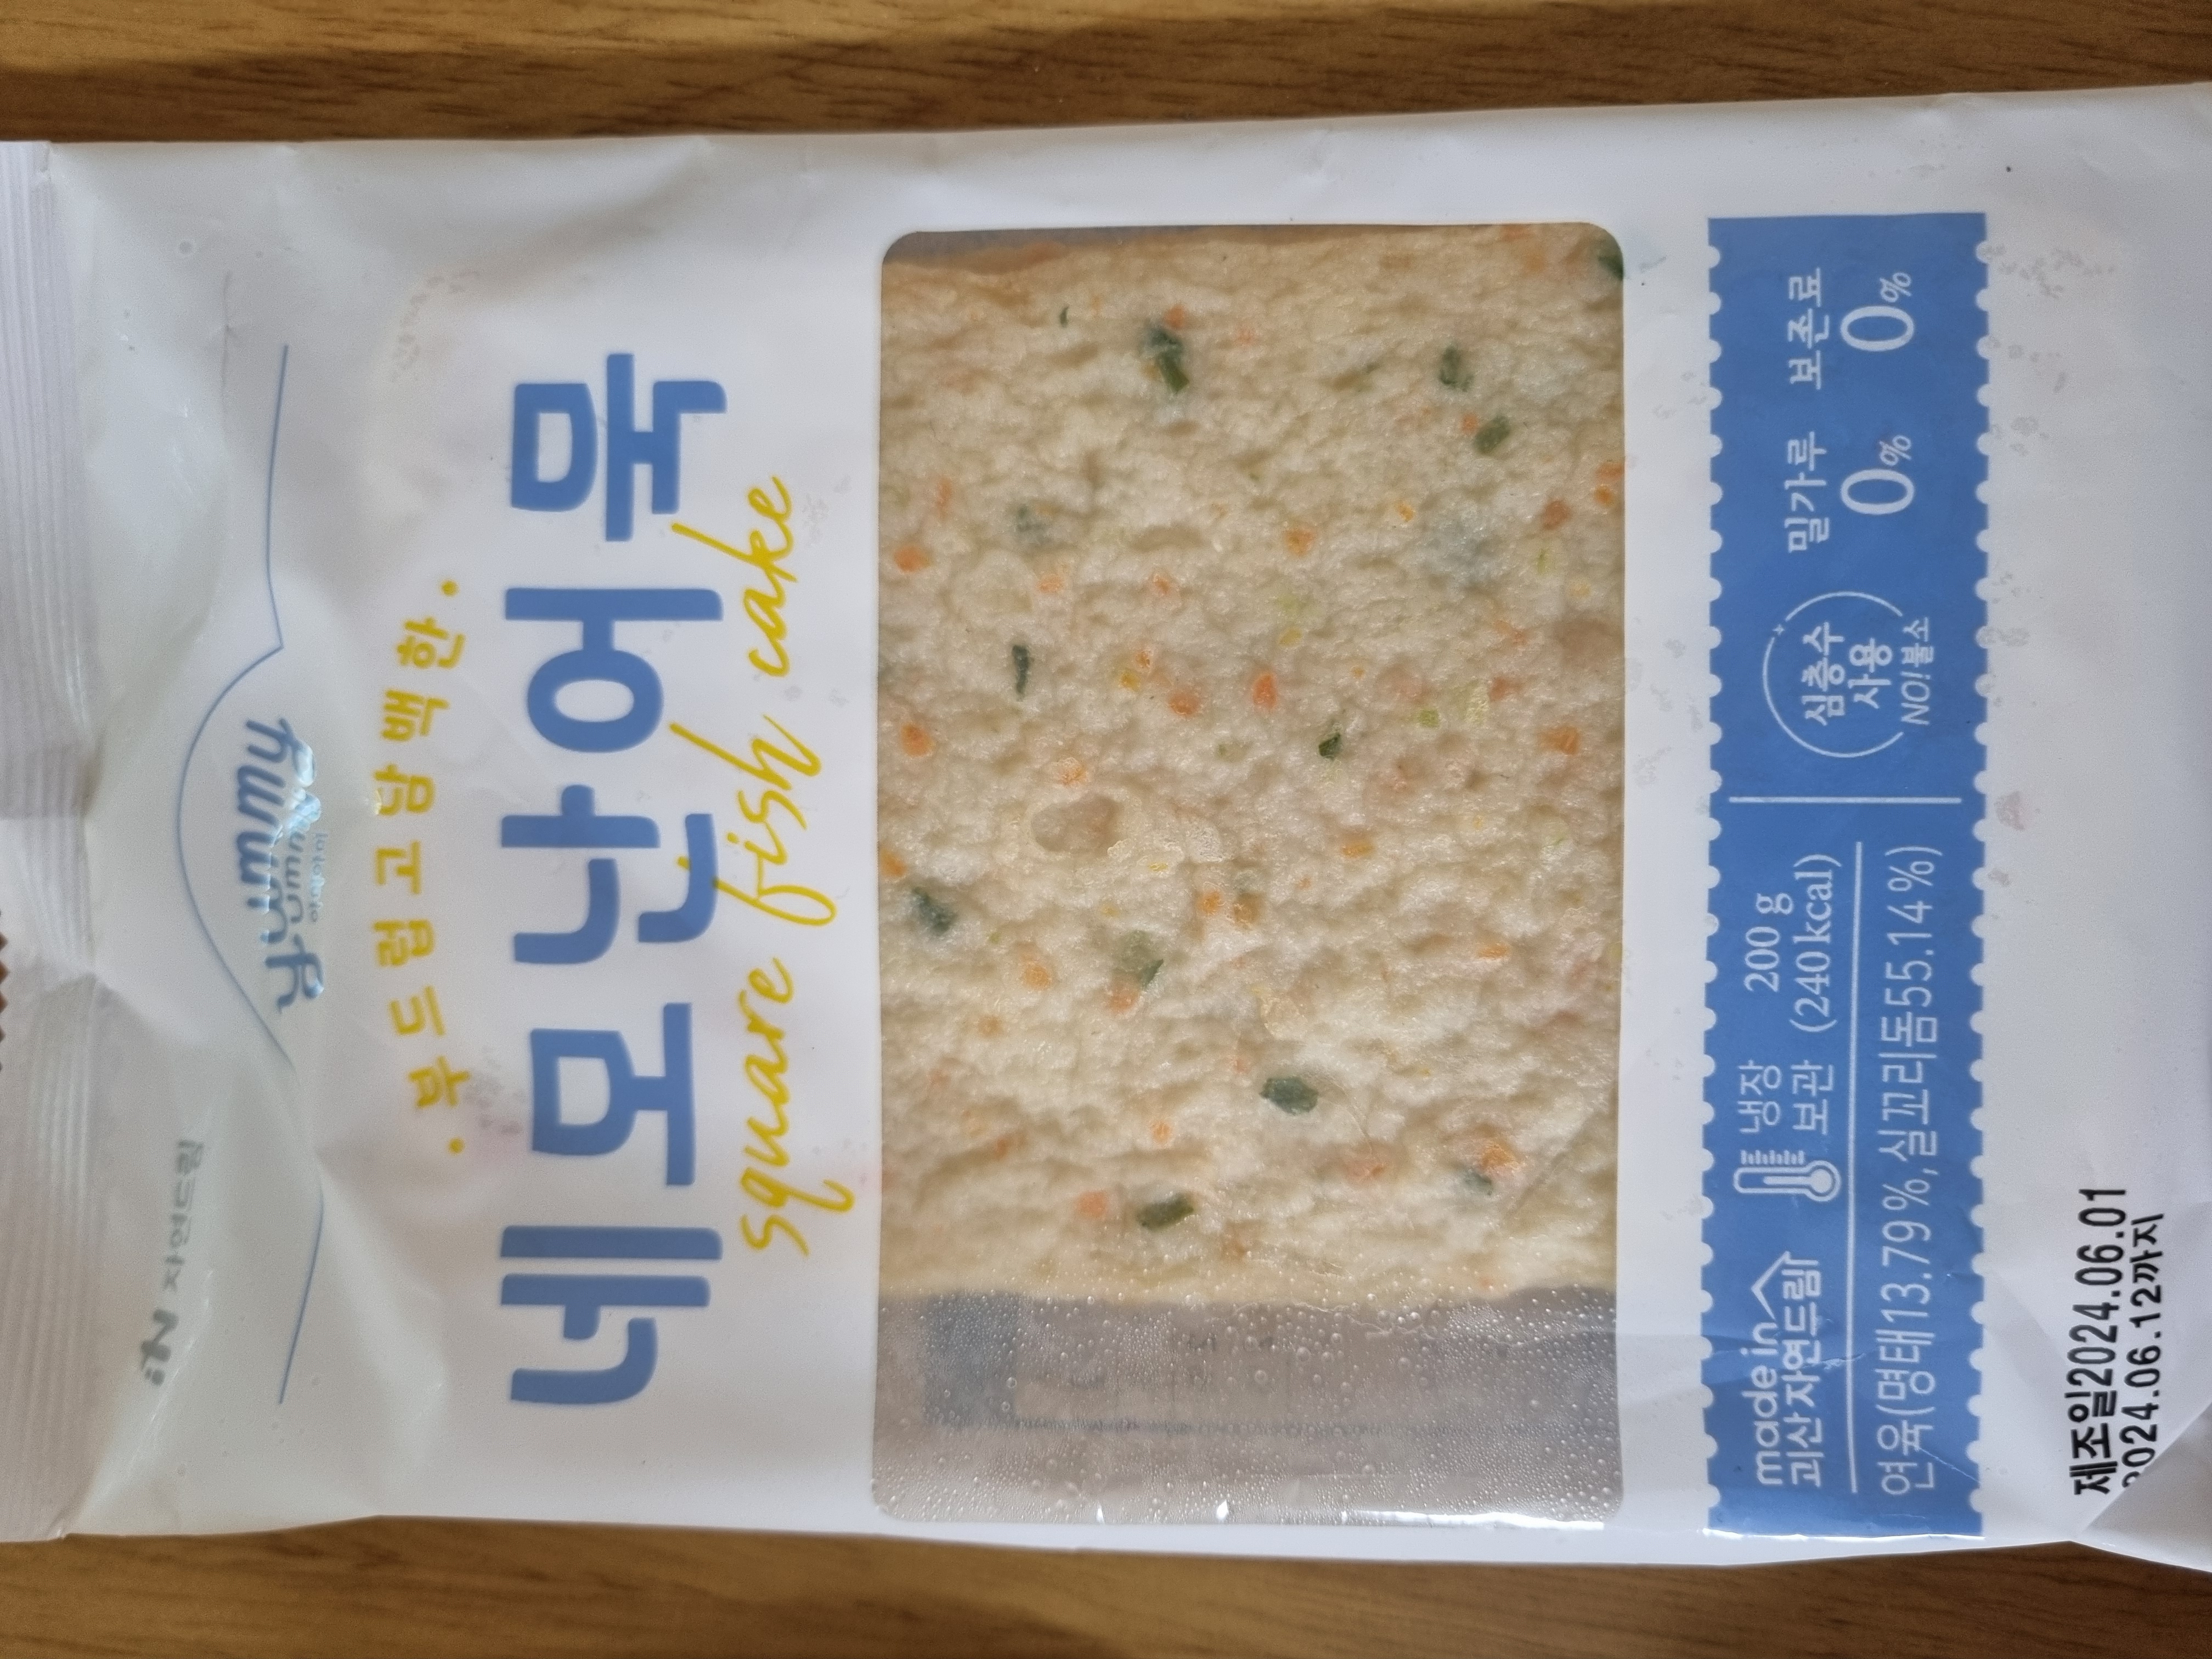 iN 자연드림
냠 yummy
· 부드럽고 담백한 ·
네모난어묵
square fish cake
made in
괴산자연드림
냉장
보관
200 g
(240 kcal)
연육(명태13.79%, 실꼬리돔55.14%)
심층수
사용
NO! 불소
밀가루
0%
보존료
0%
제조일2024.06.01
2024.06.12까지